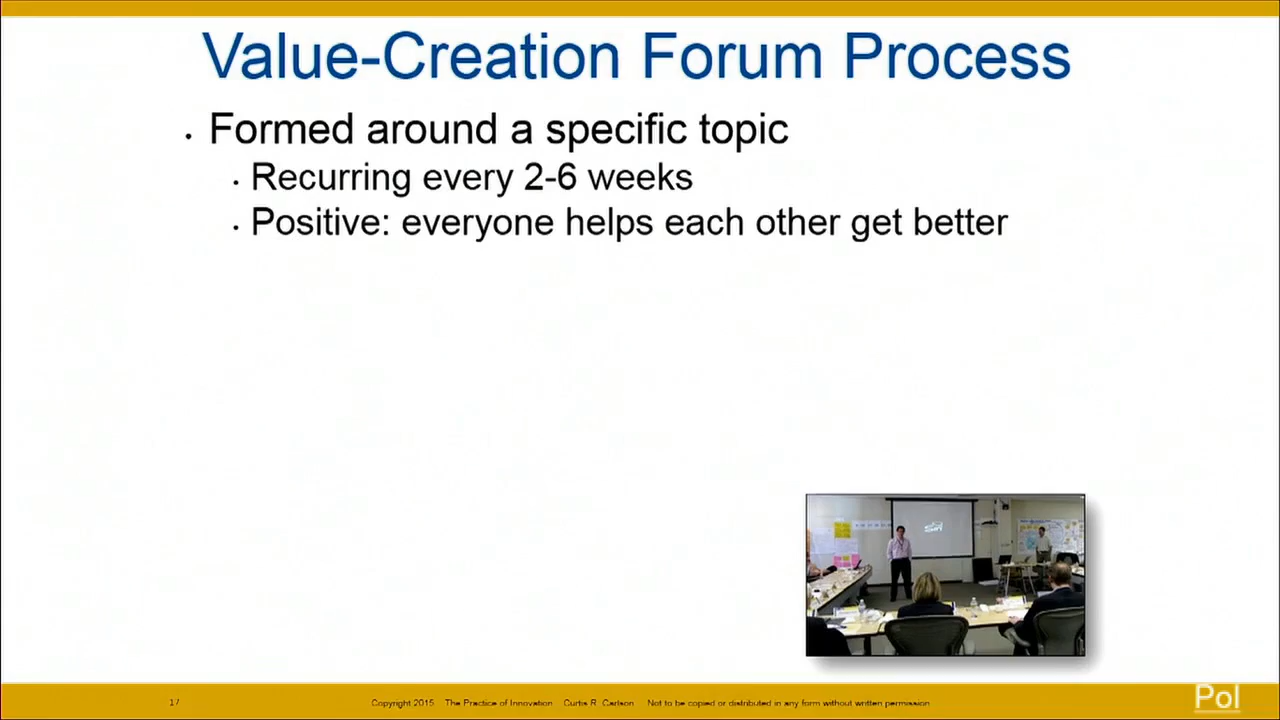 Value-Creation Forum Process
. Formed around a specific topic
. Recurring every 2-6 weeks
. Positive: everyone helps each other get better
17 Copyright 2015 The Practice of Innovation Curtis R. Carlson Not to be copied or distributed in any form without written permission
Pol